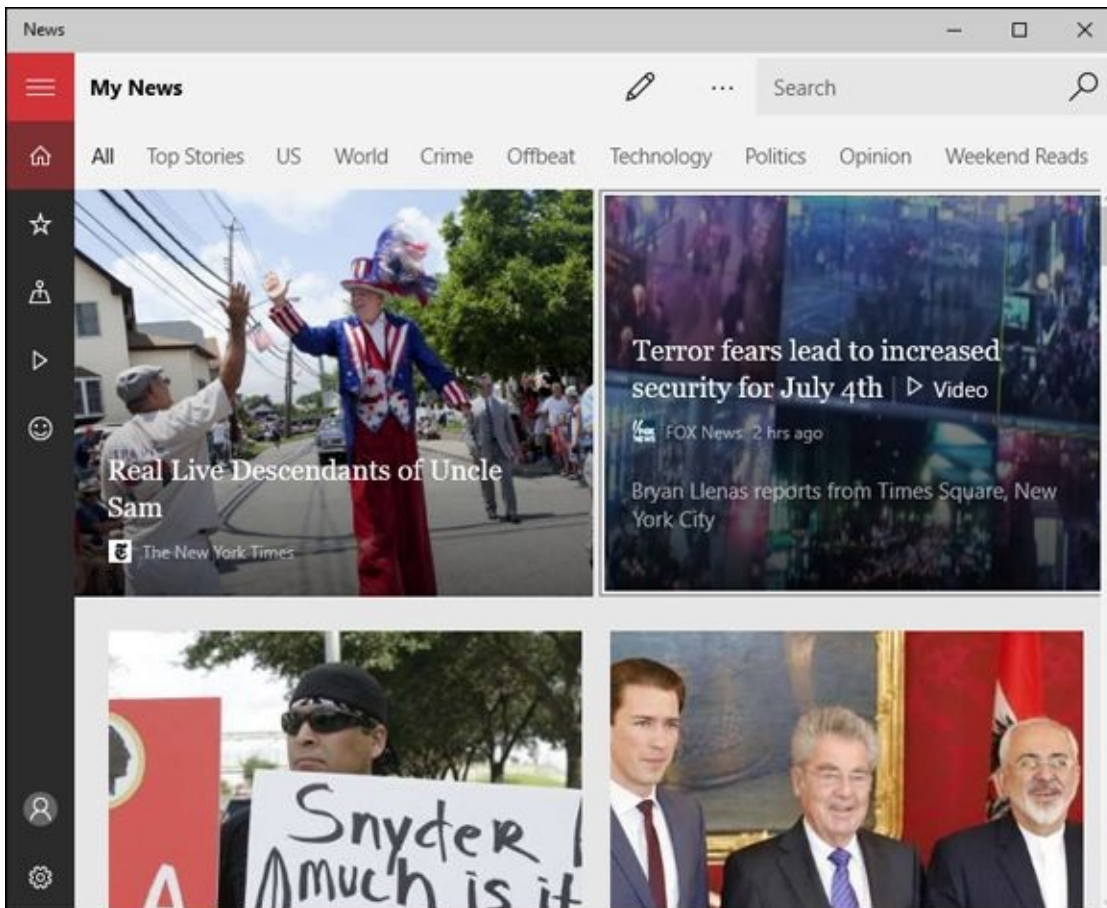 News
My News
...
Search
All Top Stories US World Crime Offbeat Technology Politics Opinion Weekend Reads
Real Live Descendants of Uncle
Sam
The New York Times
Terror fears lead to increased
security for July 4th | Video
FOX NEWS FOX News 2 hrs ago
Bryan Llenas reports from Times Square, New
York City
A
Snyder
much is it